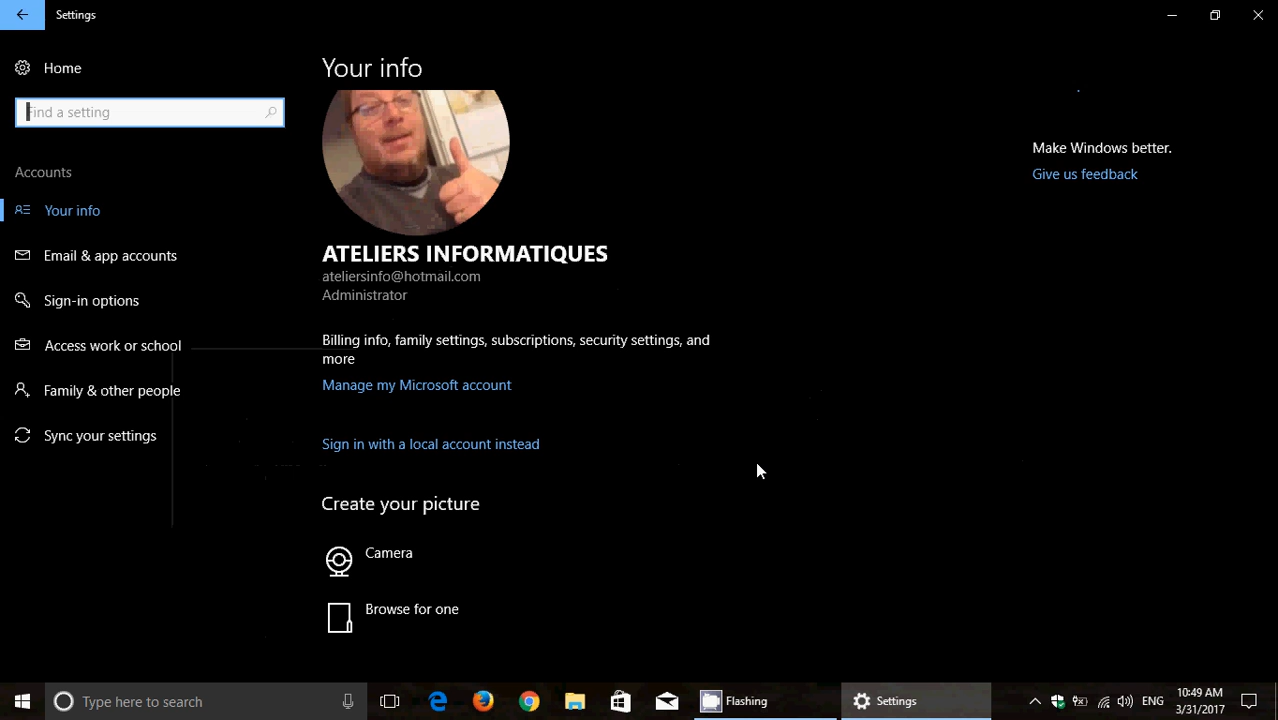 Settings
Home
Find a setting
Accounts
Your info
Email & app accounts
Sign-in options
Access work or school
Family & other people
Sync your settings
Your info
ATELIERS INFORMATIQUES
ateliersinfo@hotmail.com
Administrator
Billing info, family settings, subscriptions, security settings, and
more
Manage my Microsoft account
Sign in with a local account instead
Create your picture
Camera
Browse for one
Make Windows better.
Give us feedback
Type here to search
Flashing
Settings
ENG
10:49 AM
3/31/2017